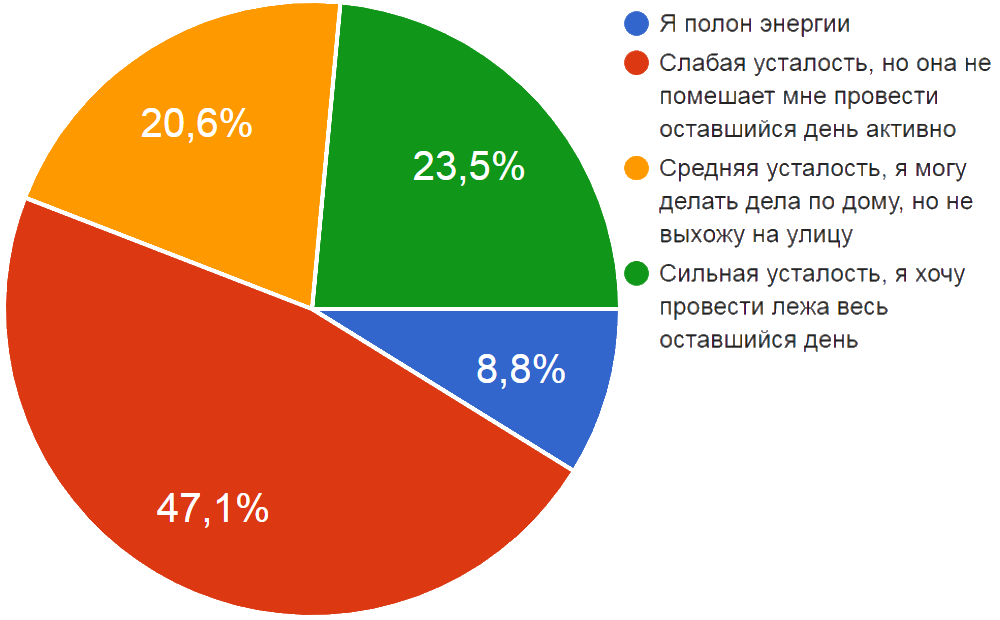 20,6%
23,5%
8,8%
47,1%
Я полон энергии
Слабая усталость, но она не
помешает мне провести
оставшийся день активно
Средняя усталость, я могу
делать дела по дому, но не
выхожу на улицу
Сильная усталость, я хочу
провести лежа весь
оставшийся день